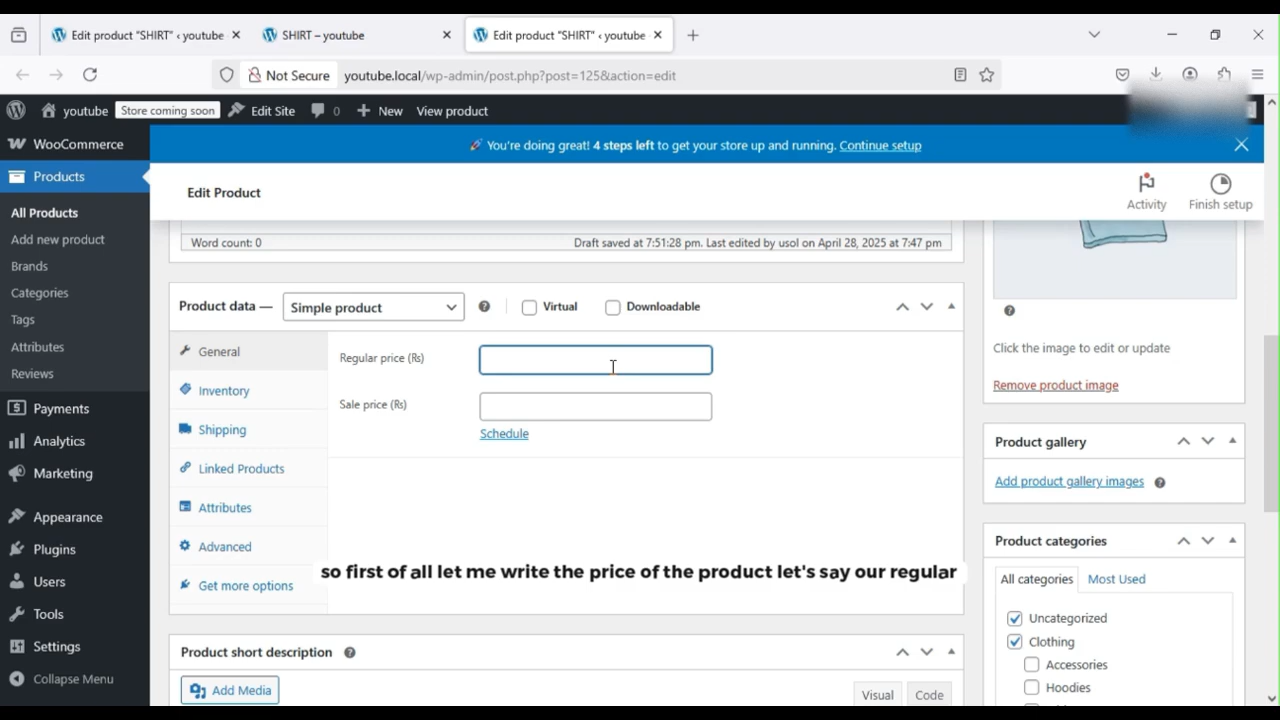 Edit product "SHIRT" ‹ youtube
SHIRT – youtube
Edit product "SHIRT" ‹ youtube
Not Secure
youtube.local/wp-admin/post.php?post=125&action=edit
youtube
Store coming soon
Edit Site
0
New
View product
WooCommerce
Products
All Products
Add new product
Brands
Categories
Tags
Attributes
Reviews
Payments
Analytics
Marketing
Appearance
Plugins
Users
Tools
Settings
Collapse Menu
You're doing great! 4 steps left to get your store up and running. Continue setup
Edit Product
Activity
Finish setup
Word count: 0
Draft saved at 7:51:28 pm. Last edited by usol on April 28, 2025 at 7:47 pm
Product data —
Simple product
Virtual
Downloadable
General
Inventory
Shipping
Linked Products
Attributes
Advanced
Get more options
Regular price (Rs)
Sale price (Rs)
Schedule
so first of all let me write the price of the product let's say our regular
Product short description
Add Media
Visual
Code
Click the image to edit or update
Remove product image
Product gallery
Add product gallery images
Product categories
All categories
Most Used
Uncategorized
Clothing
Accessories
Hoodies